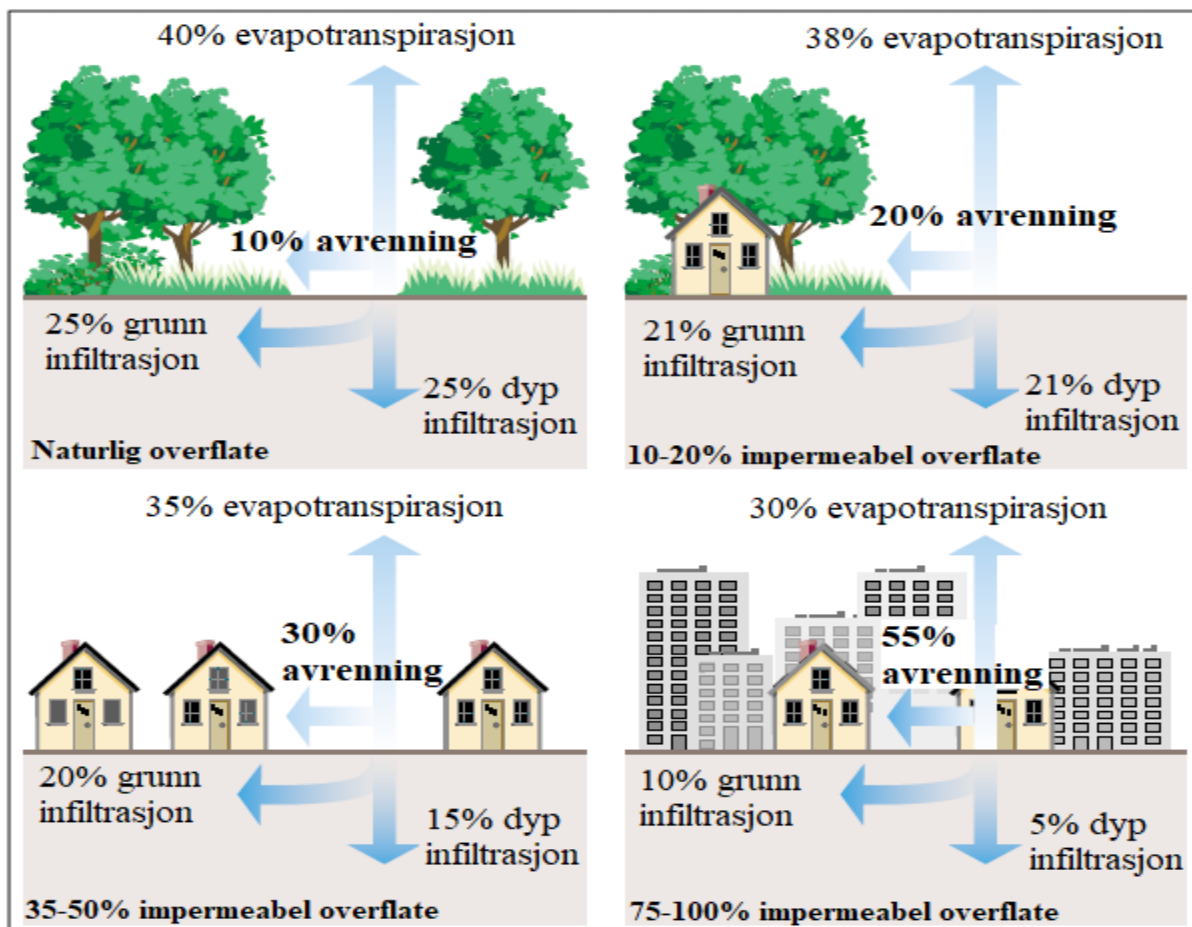 40% evapotranspirasjon
10% avrenning
25% grunn
infiltrasjon
25% dyp
infiltrasjon
Naturlig overflate
38% evapotranspirasjon
20% avrenning
21% grunn
infiltrasjon
21% dyp
infiltrasjon
10-20% impermeabel overflate
35% evapotranspirasjon
30%
avrenning
20% grunn
infiltrasjon
15% dyp
infiltrasjon
35-50% impermeabel overflate
30% evapotranspirasjon
55%
avrenning
10% grunn
infiltrasjon
5% dyp
infiltrasjon
75-100% impermeabel overflate